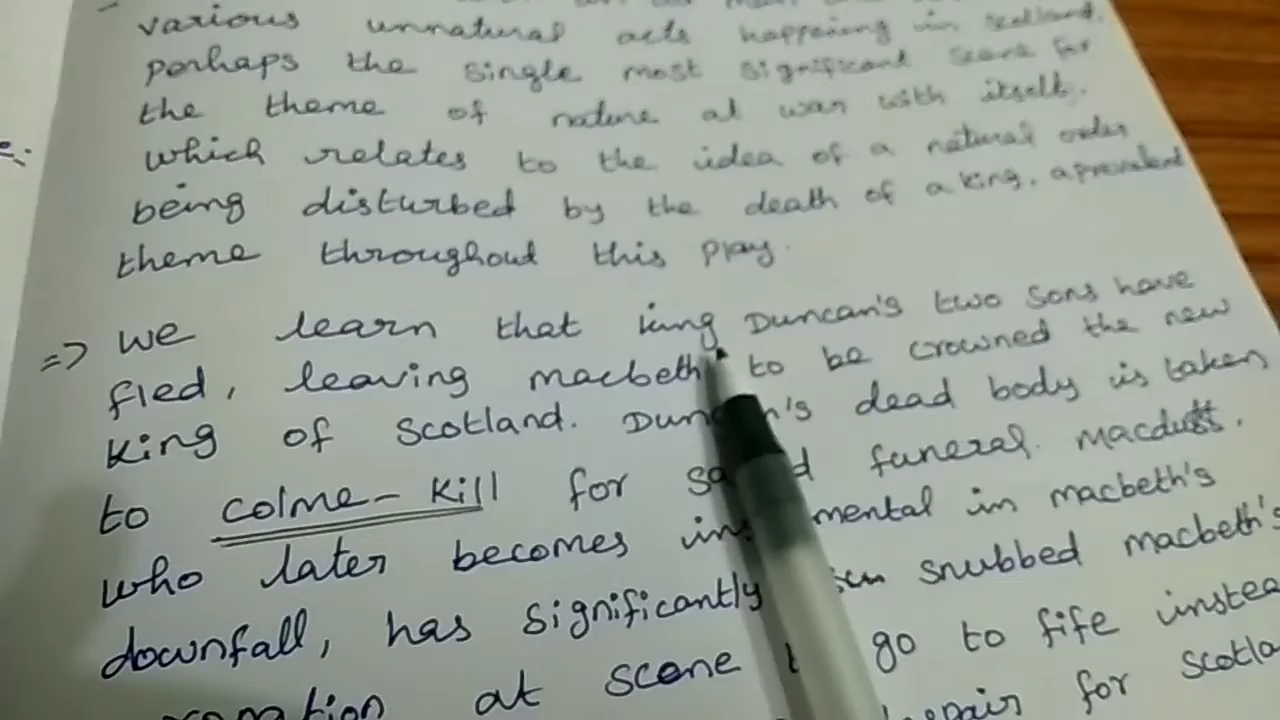 various unnatural acts happening in scotland.
perhaps the single most significant scene for
the theme of nature at war with itself.
e.
which relates to the idea of a natural order
being disturbed by the death of a king. a prevalent
theme throughout this play.
=> we learn that king Duncan's two sons have
fled, leaving macbeth to be crowned the new
king of scotland. Dun n's dead body is taken
to colme-kill for sa d funeral. macduff.
who later becomes ins mental in macbeth's
downfall, has significantly snubbed macbeth's
at scene go to fife instea
for scotla